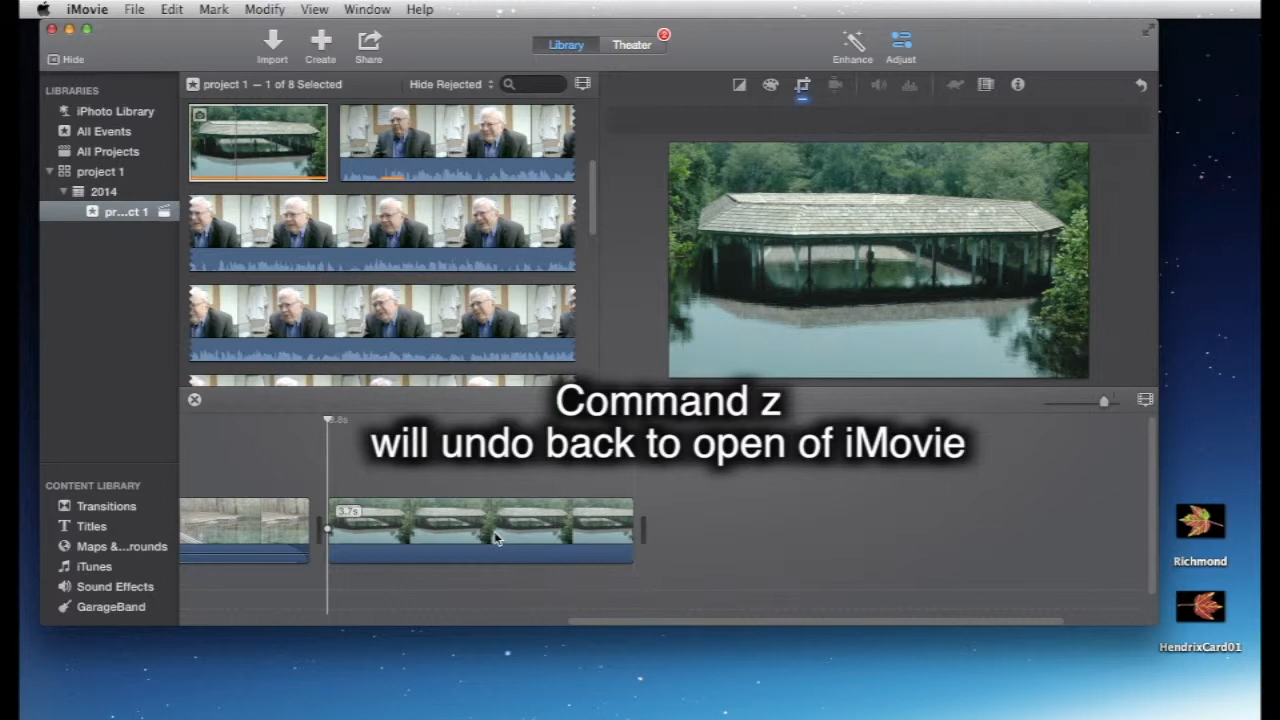 iMovie File Edit Mark Modify View Window Help
Hide
Import
Create
Share
Library
Theater
2
Enhance
Adjust
LIBRARIES
iPhoto Library
All Events
All Projects
project 1
2014
pr...ct 1
project 1 — 1 of 8 Selected
Hide Rejected
Command z
will undo back to open of iMovie
3.7s
CONTENT LIBRARY
Transitions
Titles
Maps &...rounds
iTunes
Sound Effects
GarageBand
Richmond
HendrixCard01